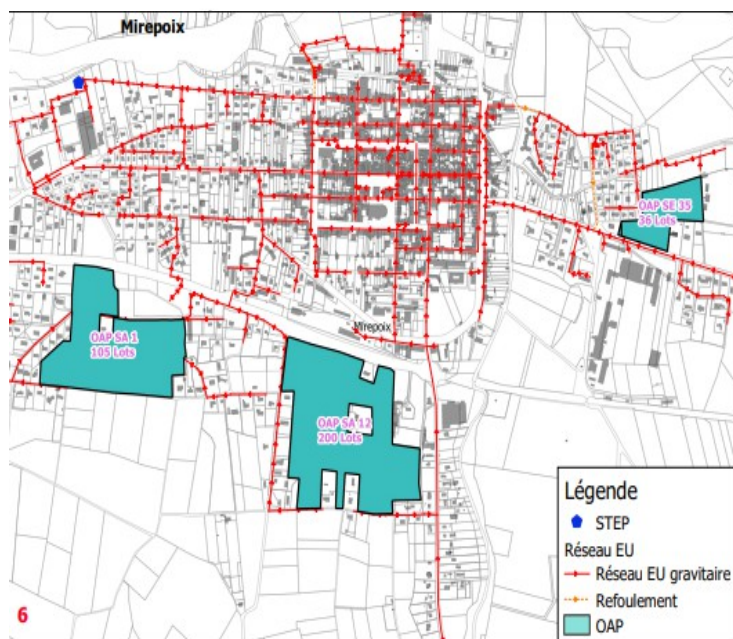 Mirepoix
OAP SE 35
36 Lots
Mirepoix
OAP SA 1
105 Lots
OAP SA 12
200 Lots
Légende
STEP
Réseau EU
Réseau EU gravitaire
Refoulement
OAP
6